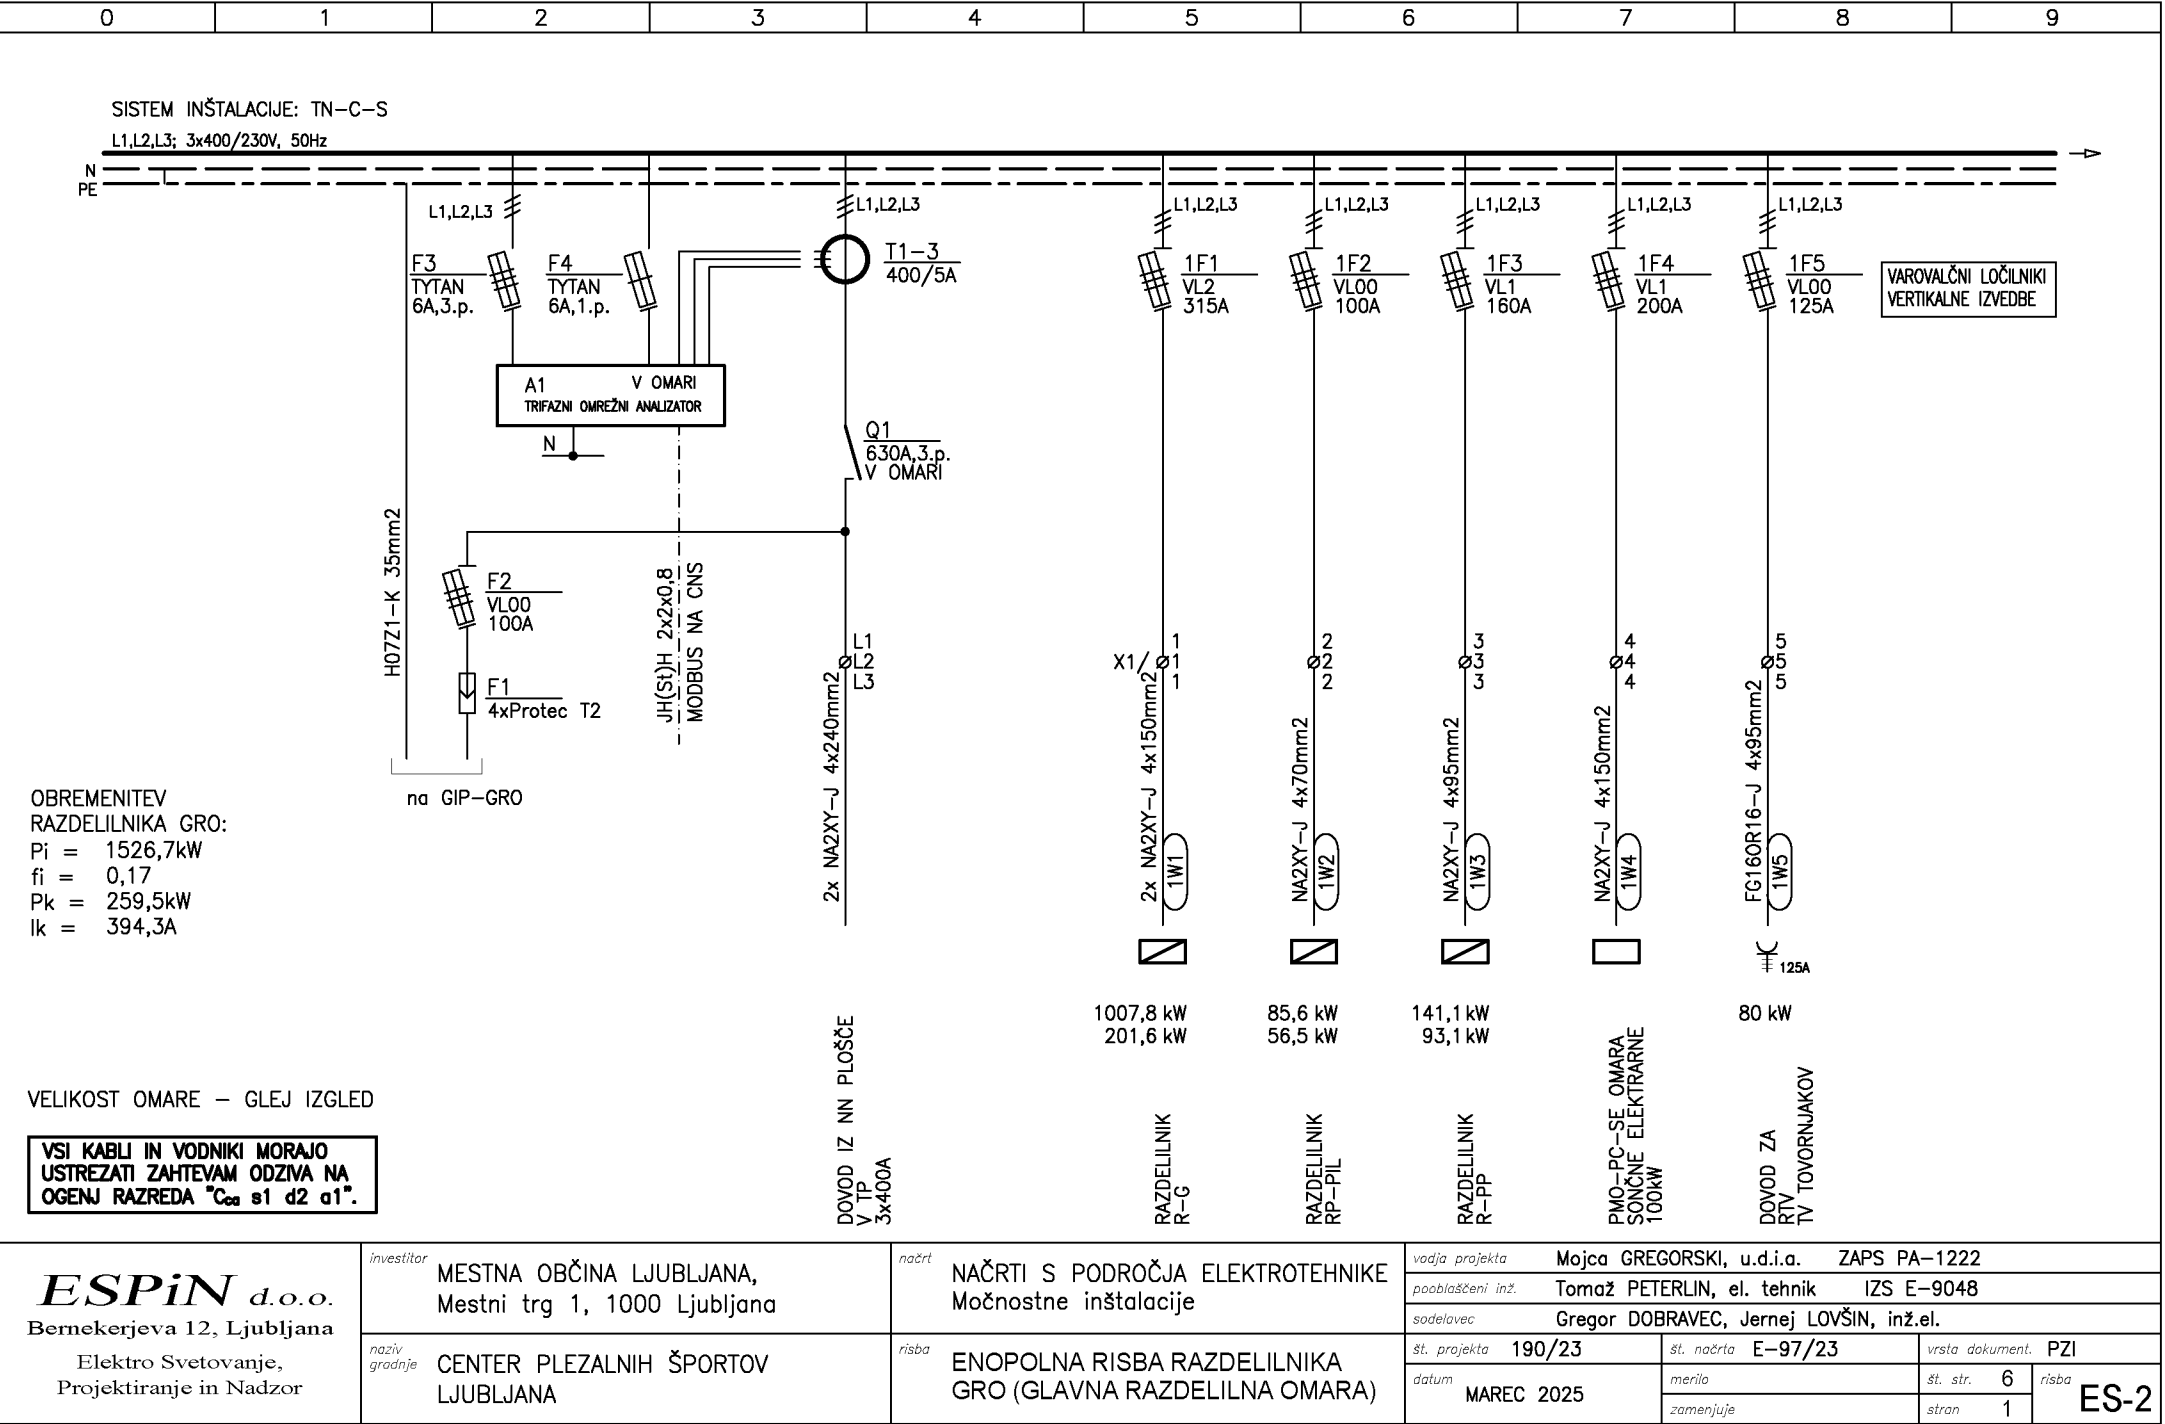 0 1 2 3 4 5 6 7 8 9
SISTEM INŠTALACIJE: TN-C-S
L1,L2,L3; 3x400/230V, 50Hz
N
PE
L1,L2,L3
L1,L2,L3
L1,L2,L3
L1,L2,L3
L1,L2,L3
L1,L2,L3
L1,L2,L3
F3
TYTAN
6A,3.p.
F4
TYTAN
6A,1.p.
T1-3
400/5A
1F1
VL2
315A
1F2
VL00
100A
1F3
VL1
160A
1F4
VL1
200A
1F5
VL00
125A
VAROVALČNI LOČILNIKI
VERTIKALNE IZVEDBE
A1 V OMARI
TRIFAZNI OMREŽNI ANALIZATOR
N
Q1
630A,3.p.
V OMARI
H07Z1-K 35mm2
F2
VL00
100A
F1
4xProtec T2
JH(St)H 2x2x0,8
MODBUS NA CNS
na GIP-GRO
L1
L2
L3
2x NA2XY-J 4x240mm2
X1/
1
1
1
2x NA2XY-J 4x150mm2
1W1
2
2
2
NA2XY-J 4x70mm2
1W2
3
3
3
NA2XY-J 4x95mm2
1W3
4
4
4
NA2XY-J 4x150mm2
1W4
5
5
5
FG16OR16-J 4x95mm2
1W5
125A
OBREMENITEV
RAZDELILNIKA GRO:
Pi = 1526,7kW
fi = 0,17
Pk = 259,5kW
Ik = 394,3A
1007,8 kW
201,6 kW
85,6 kW
56,5 kW
141,1 kW
93,1 kW
80 kW
DOVOD IZ NN PLOŠČE
V TP
3x400A
RAZDELILNIK
R-G
RAZDELILNIK
RP-PIL
RAZDELILNIK
R-PP
PMO-PC-SE OMARA
SONČNE ELEKTRARNE
100kW
DOVOD ZA
RTV
TV TOVORNJAKOV
VELIKOST OMARE - GLEJ IZGLED
VSI KABLI IN VODNIKI MORAJO
USTREZATI ZAHTEVAM ODZIVA NA
OGENJ RAZREDA "Cca s1 d2 a1".
ESPiN d.o.o.
Bernekerjeva 12, Ljubljana
Elektro Svetovanje,
Projektiranje in Nadzor
investitor
MESTNA OBČINA LJUBLJANA,
Mestni trg 1, 1000 Ljubljana
naziv
gradnje
CENTER PLEZALNIH ŠPORTOV
LJUBLJANA
načrt
NAČRTI S PODROČJA ELEKTROTEHNIKE
Močnostne inštalacije
risba
ENOPOLNA RISBA RAZDELILNIKA
GRO (GLAVNA RAZDELILNA OMARA)
vodja projekta Mojca GREGORSKI, u.d.i.a. ZAPS PA-1222
pooblaščeni inž. Tomaž PETERLIN, el. tehnik IZS E-9048
sodelavec Gregor DOBRAVEC, Jernej LOVŠIN, inž.el.
št. projekta 190/23
št. načrta E-97/23
vrsta dokument. PZI
datum MAREC 2025
merilo
zamenjuje
št. str. 6
stran 1
risba ES-2